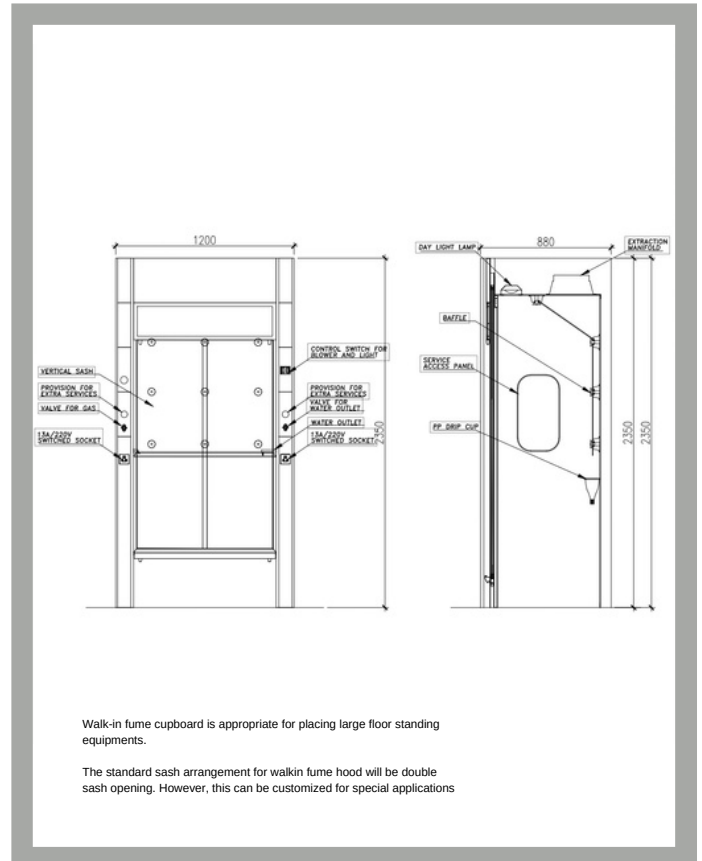 1200
880
DAY LIGHT LAMP
EXTRACTION
MANIFOLD
BAFFLE
CONTROL SWITCH FOR
BLOWER AND LIGHT
SERVICE
ACCESS PANEL
VERTICAL SASH
PROVISION FOR
EXTRA SERVICES
VALVE FOR GAS
13A/220V
SWITCHED SOCKET
PROVISION FOR
EXTRA SERVICES
VALVE FOR
WATER OUTLET
WATER OUTLET
13A/220V
SWITCHED SOCKET
2350
PP DRIP CUP
2350
2350
Walk-in fume cupboard is appropriate for placing large floor standing
equipments.
The standard sash arrangement for walkin fume hood will be double
sash opening. However, this can be customized for special applications